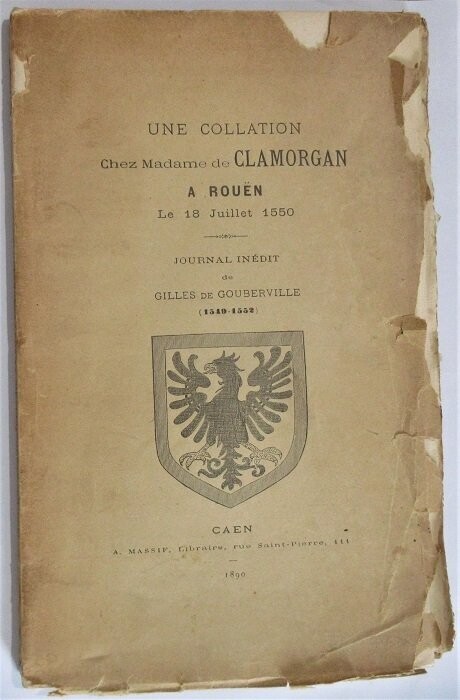 UNE COLLATION
Chez Madame de CLAMORGAN
A ROUËN
Le 18 Juillet 1550
JOURNAL INÉDIT
de
GILLES DE GOUBERVILLE
(1549-1552)
CAEN
A. MASSIF, Libraire, rue Saint-Pierre, 111
1890